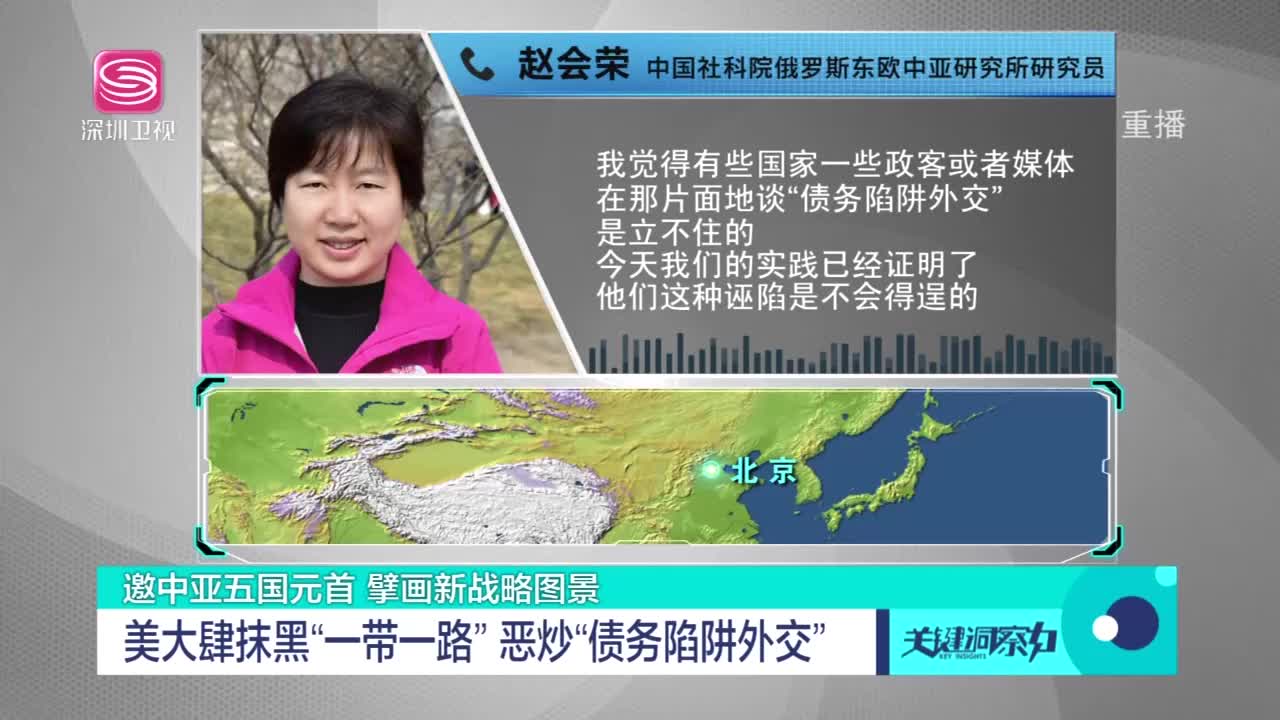 深圳卫视
赵会荣 中国社科院俄罗斯东欧中亚研究所研究员
重播
我觉得有些国家一些政客或者媒体
在那片面地谈“债务陷阱外交”
是立不住的
今天我们的实践已经证明了
他们这种诬陷是不会得逞的
北京
邀中亚五国元首 擘画新战略图景
美大肆抹黑“一带一路” 恶炒“债务陷阱外交”
关键洞察力
KEY INSIGHTS